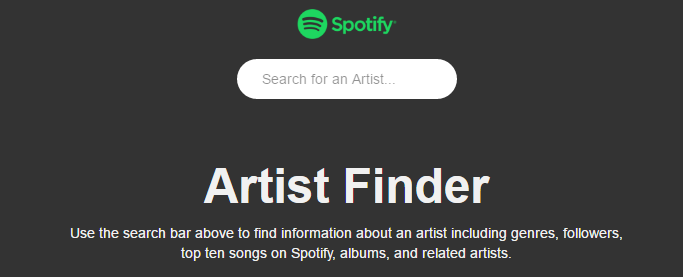 Spotify
Search for an Artist...
Artist Finder
Use the search bar above to find information about an artist including genres, followers,
top ten songs on Spotify, albums, and related artists.